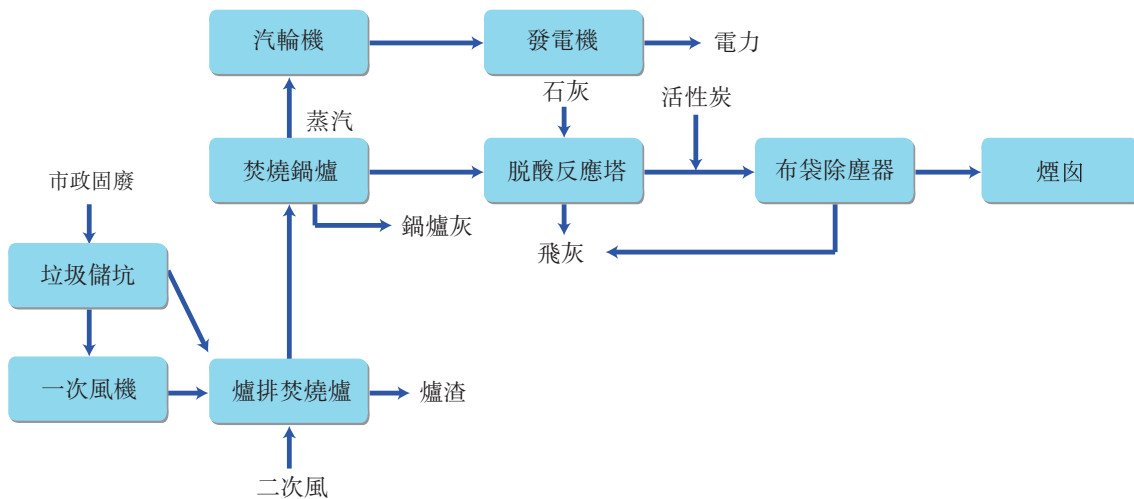 汽輪機
發電機
電力
石灰
活性炭
蒸汽
焚燒鍋爐
脱酸反應塔
布袋除塵器
煙囱
市政固廢
鍋爐灰
飛灰
垃圾儲坑
一次風機
爐排焚燒爐
爐渣
二次風